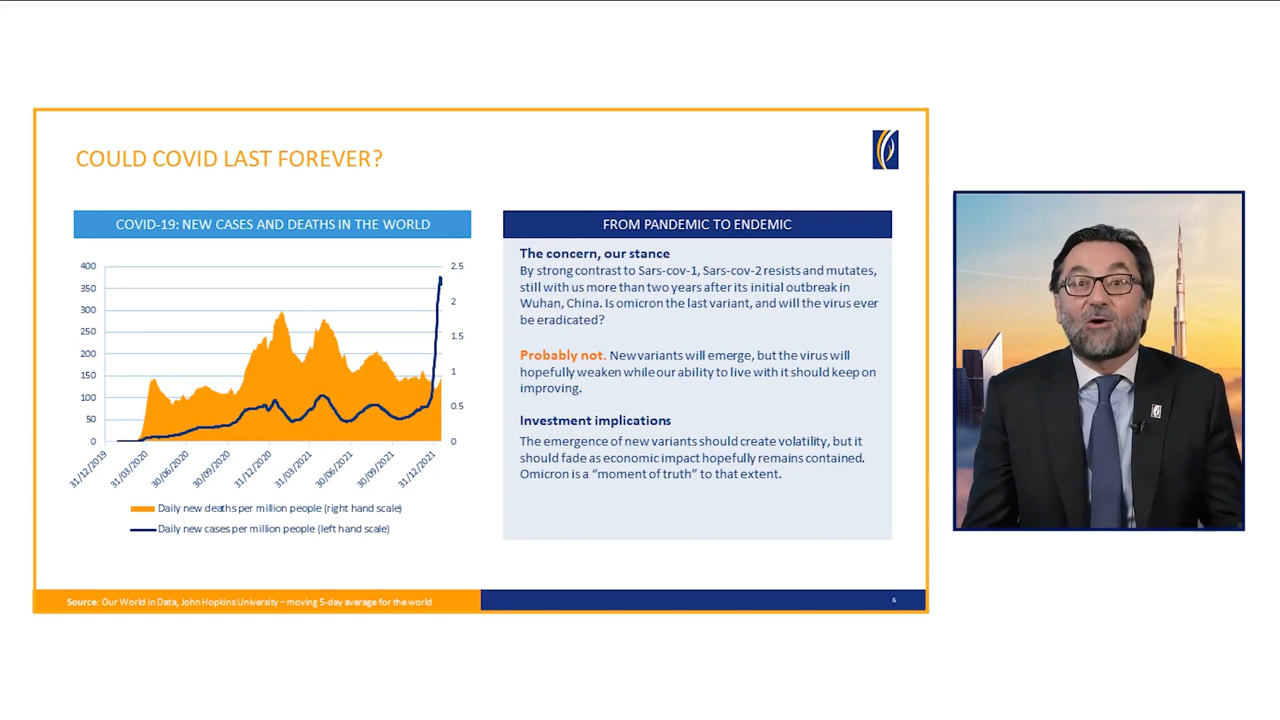 COULD COVID LAST FOREVER?
COVID-19: NEW CASES AND DEATHS IN THE WORLD
400
350
300
250
200
150
100
50
0
2.5
2
1.5
1
0.5
0
31/12/2019
31/03/2020
30/06/2020
30/09/2020
31/12/2020
31/03/2021
30/06/2021
30/09/2021
31/12/2021
Daily new deaths per million people (right hand scale)
Daily new cases per million people (left hand scale)
FROM PANDEMIC TO ENDEMIC
The concern, our stance
By strong contrast to Sars-cov-1, Sars-cov-2 resists and mutates,
still with us more than two years after its initial outbreak in
Wuhan, China. Is omicron the last variant, and will the virus ever
be eradicated?
Probably not. New variants will emerge, but the virus will
hopefully weaken while our ability to live with it should keep on
improving.
Investment implications
The emergence of new variants should create volatility, but it
should fade as economic impact hopefully remains contained.
Omicron is a “moment of truth” to that extent.
Source: Our World in Data, John Hopkins University – moving 5-day average for the world
6